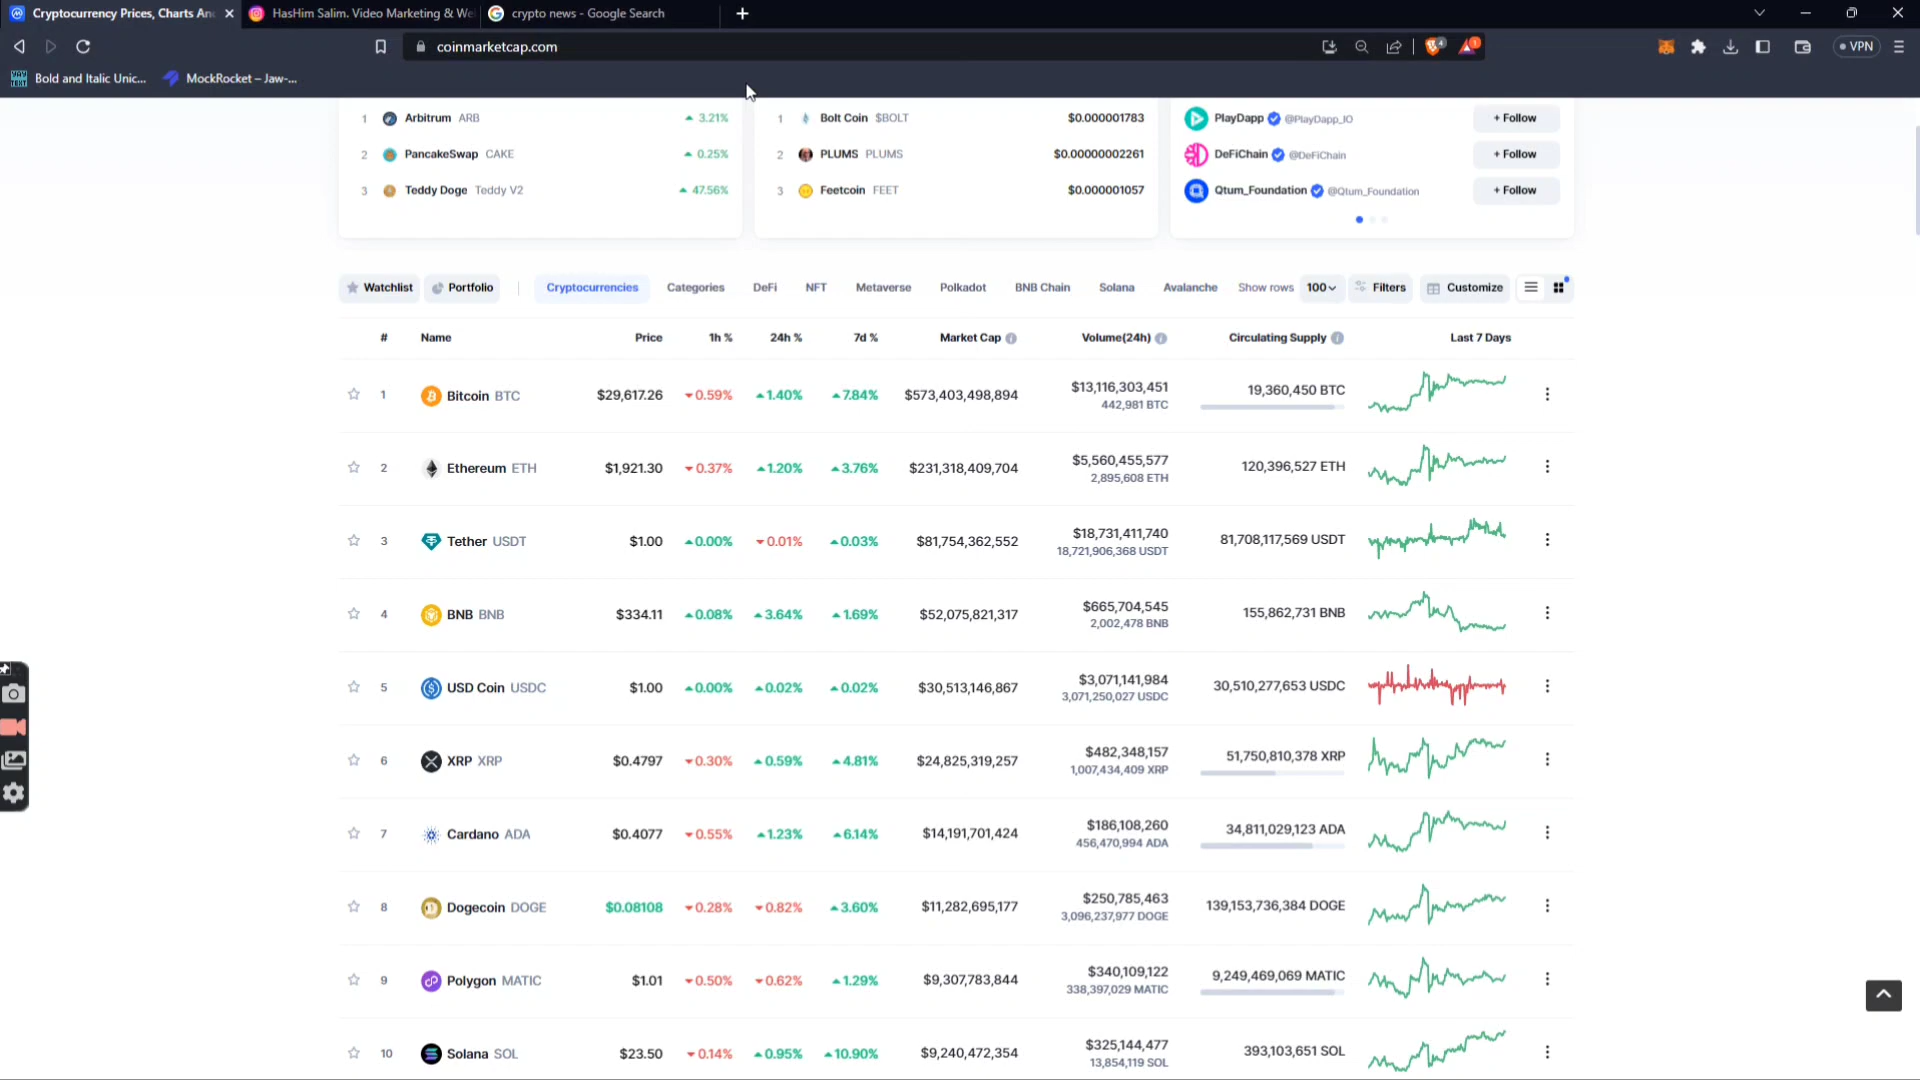 Cryptocurrency Prices, Charts An
HasHim Salim. Video Marketing & We
crypto news - Google Search
coinmarketcap.com
4
1
VPN
Bold and Italic Unic...
MockRocket – Jaw-...
1 Arbitrum ARB 3.21%
2 PancakeSwap CAKE 0.25%
3 Teddy Doge Teddy V2 47.56%
1 Bolt Coin $BOLT $0.000001783
2 PLUMS PLUMS $0.00000002261
3 Feetcoin FEET $0.000001057
PlayDapp @PlayDapp_IO + Follow
DeFiChain @DeFiChain + Follow
Qtum_Foundation @Qtum_Foundation + Follow
Watchlist Portfolio Cryptocurrencies Categories DeFi NFT Metaverse Polkadot BNB Chain Solana Avalanche Show rows 100 Filters Customize
# Name Price 1h % 24h % 7d % Market Cap Volume(24h) Circulating Supply Last 7 Days
1 Bitcoin BTC $29,617.26 0.59% 1.40% 7.84% $573,403,498,894 $13,116,303,451 19,360,450 BTC
442,981 BTC
2 Ethereum ETH $1,921.30 0.37% 1.20% 3.76% $231,318,409,704 $5,560,455,577 120,396,527 ETH
2,895,608 ETH
3 Tether USDT $1.00 0.00% 0.01% 0.03% $81,754,362,552 $18,731,411,740 81,708,117,569 USDT
18,721,906,368 USDT
4 BNB BNB $334.11 0.08% 3.64% 1.69% $52,075,821,317 $665,704,545 155,862,731 BNB
2,002,478 BNB
5 USD Coin USDC $1.00 0.00% 0.02% 0.02% $30,513,146,867 $3,071,141,984 30,510,277,653 USDC
3,071,250,027 USDC
6 XRP XRP $0.4797 0.30% 0.59% 4.81% $24,825,319,257 $482,348,157 51,750,810,378 XRP
1,007,434,409 XRP
7 Cardano ADA $0.4077 0.55% 1.23% 6.14% $14,191,701,424 $186,108,260 34,811,029,123 ADA
456,470,994 ADA
8 Dogecoin DOGE $0.08108 0.28% 0.82% 3.60% $11,282,695,177 $250,785,463 139,153,736,384 DOGE
3,096,237,977 DOGE
9 Polygon MATIC $1.01 0.50% 0.62% 1.29% $9,307,783,844 $340,109,122 9,249,469,069 MATIC
338,397,029 MATIC
10 Solana SOL $23.50 0.14% 0.95% 10.90% $9,240,472,354 $325,144,477 393,103,651 SOL
13,854,119 SOL